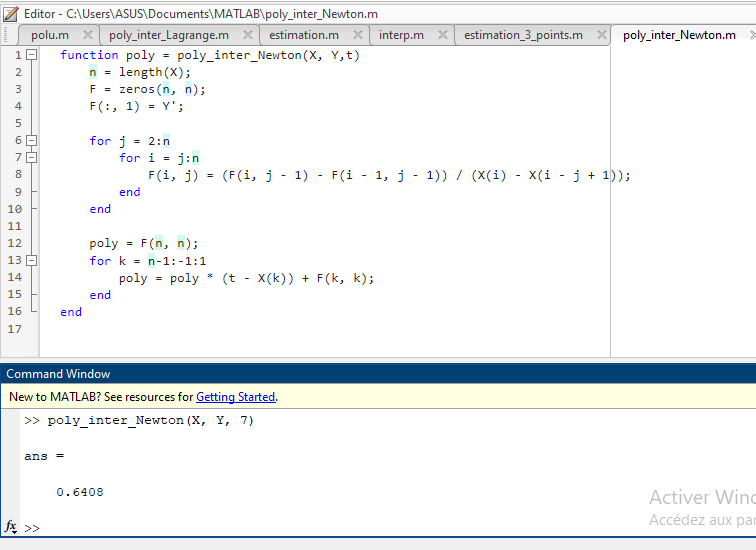 Editor - C:\Users\ASUS\Documents\MATLAB\poly_inter_Newton.m
polu.m poly_inter_Lagrange.m estimation.m interp.m estimation_3_points.m poly_inter_Newton.m
1 function poly = poly_inter_Newton(X, Y,t)
2 n = length(X);
3 F = zeros(n, n);
4 F(:, 1) = Y';
5
6 for j = 2:n
7 for i = j:n
8 F(i, j) = (F(i, j - 1) - F(i - 1, j - 1)) / (X(i) - X(i - j + 1));
9 end
10 end
11
12 poly = F(n, n);
13 for k = n-1:-1:1
14 poly = poly * (t - X(k)) + F(k, k);
15 end
16 end
17
Command Window
New to MATLAB? See resources for Getting Started.
>> poly_inter_Newton(X, Y, 7)
ans =
0.6408
Activer Wind
fx >>
Accédez aux par